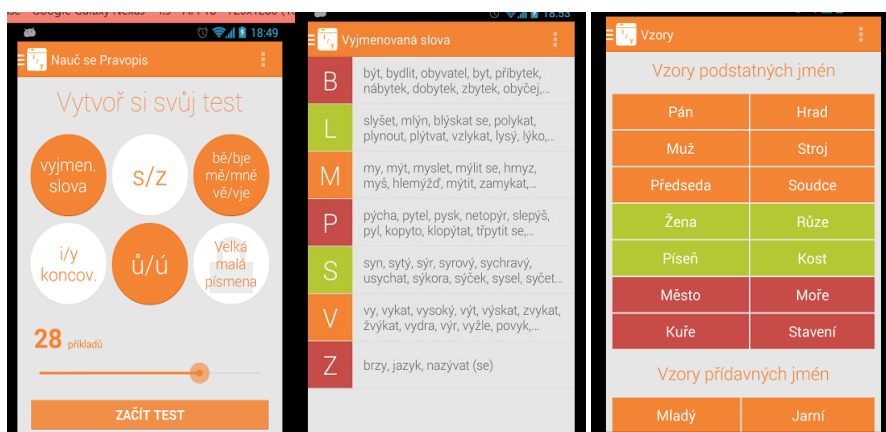 18:49
Nauč se Pravopis
Vytvoř si svůj test
vyjmen.
slova
s/z
bě/bje
mě/mně
vě/vje
i/y
koncov.
ů/ú
Velká
malá
písmena
28 příkladů
ZAČÍT TEST
18:53
Vyjmenovaná slova
B
být, bydlit, obyvatel, byt, příbytek,
nábytek, dobytek, zbytek, obyčej,...
L
slyšet, mlýn, blýskat se, polykat,
plynout, plýtvat, vzlykat, lysý, lýko,...
M
my, mýt, myslet, mýlit se, hmyz,
myš, hlemýžď, mýtit, zamykat,...
P
pýcha, pytel, pysk, netopýr, slepýš,
pyl, kopyto, klopýtat, třpytit se,...
S
syn, sytý, sýr, syrový, sychravý,
usychat, sýkora, sýček, sysel, syčet...
V
vy, vykat, vysoký, výt, výskat, zvykat,
žvýkat, vydra, výr, vyžle, povyk,...
Z
brzy, jazyk, nazývat (se)
Vzory
Vzory podstatných jmén
Pán Hrad
Muž Stroj
Předseda Soudce
Žena Růze
Píseň Kost
Město Moře
Kuře Stavení
Vzory přídavných jmén
Mladý Jarní